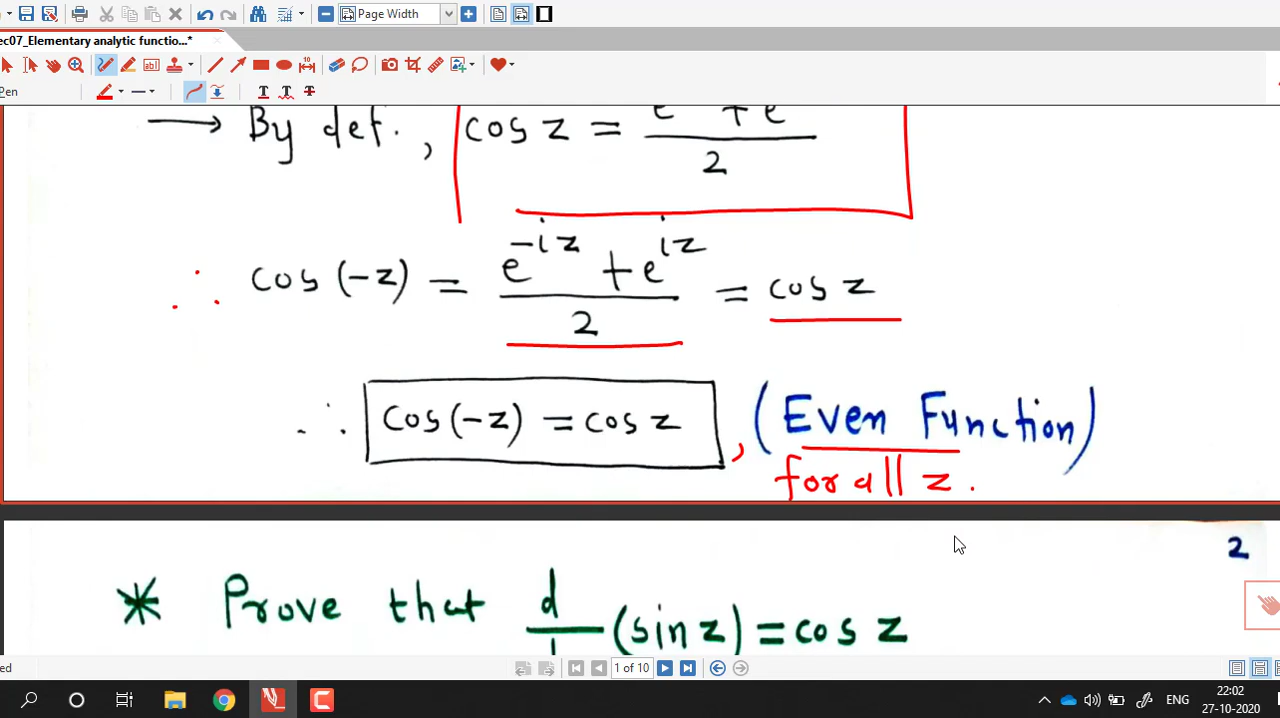 Page Width
ec07_Elementary analytic functio...*
Pen
→ By def., cos z = e + e / 2
∴ cos(-z) = e^{-iz} + e^{iz} / 2 = cos z
∴ cos(-z) = cos z , (Even Function)
for all z.
2
* Prove that d (sin z) = cos z
ed
1 of 10
ENG
22:02
27-10-2020